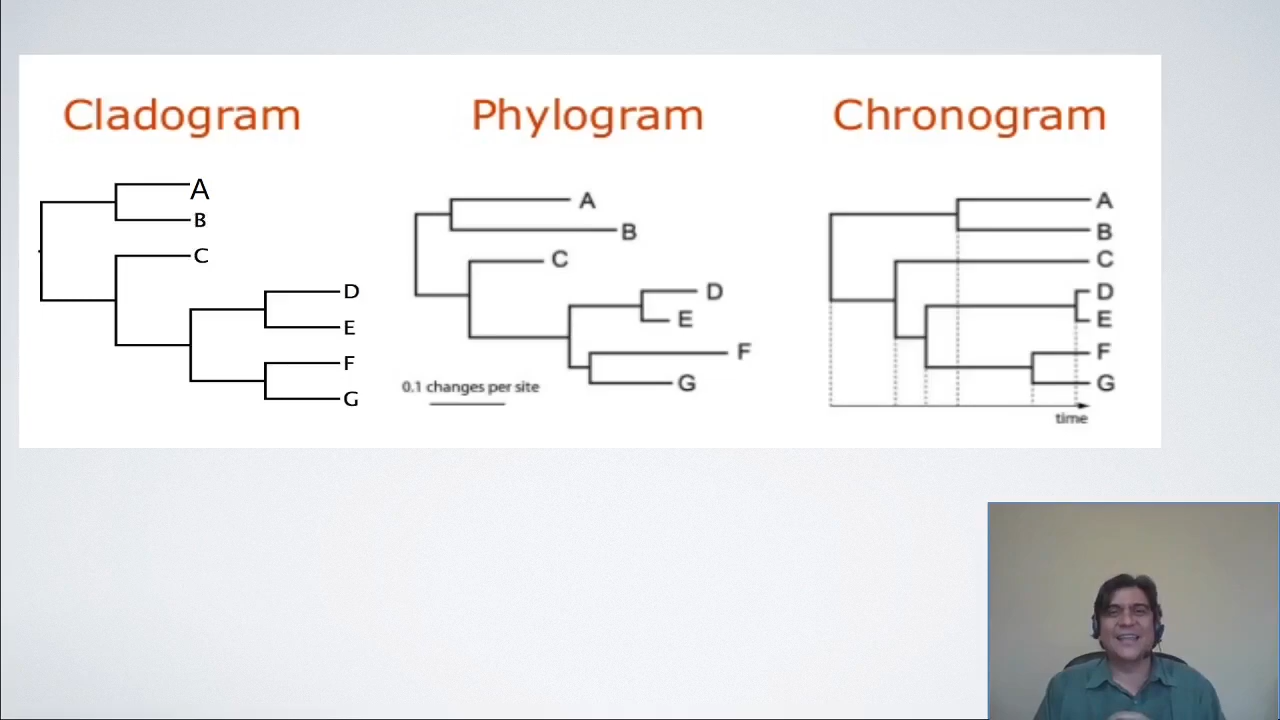 Cladogram
A
B
C
D
E
F
G
Phylogram
A
B
C
D
E
F
G
0.1 changes per site
Chronogram
A
B
C
D
E
F
G
time